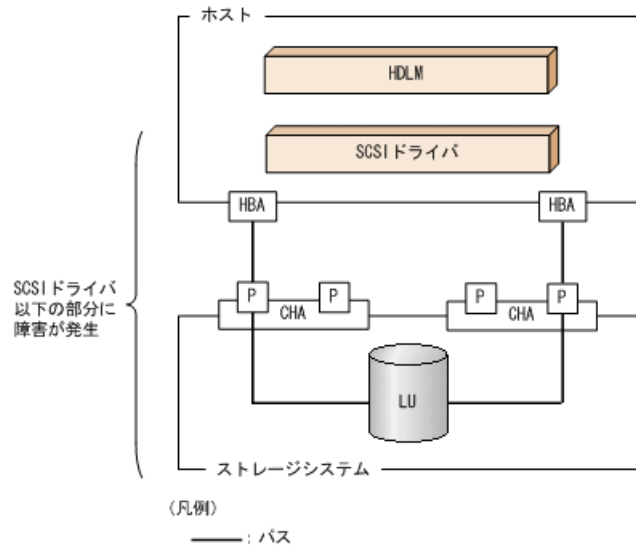 ホスト
HDLM
SCSIドライバ
HBA
HBA
SCSIドライバ
以下の部分に
障害が発生
P
P
P
P
CHA
CHA
LU
ストレージシステム
(凡例)
: パス